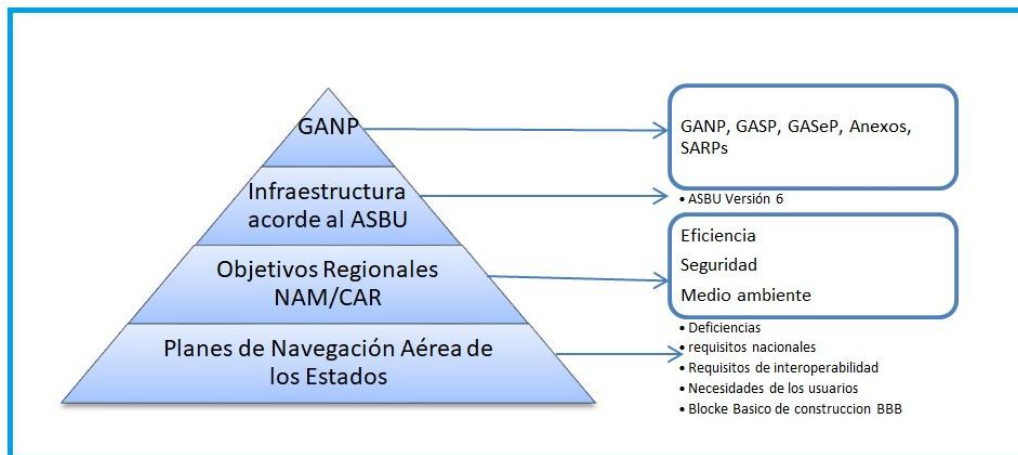 GANP
GANP, GASP, GASeP, Anexos,
SARPs
Infraestructura
acorde al ASBU
• ASBU Versión 6
Objetivos Regionales
NAM/CAR
Eficiencia
Seguridad
Medio ambiente
Planes de Navegación Aérea de
los Estados
• Deficiencias
• requisitos nacionales
• Requisitos de interoperabilidad
• Necesidades de los usuarios
• Blocke Basico de construccion BBB